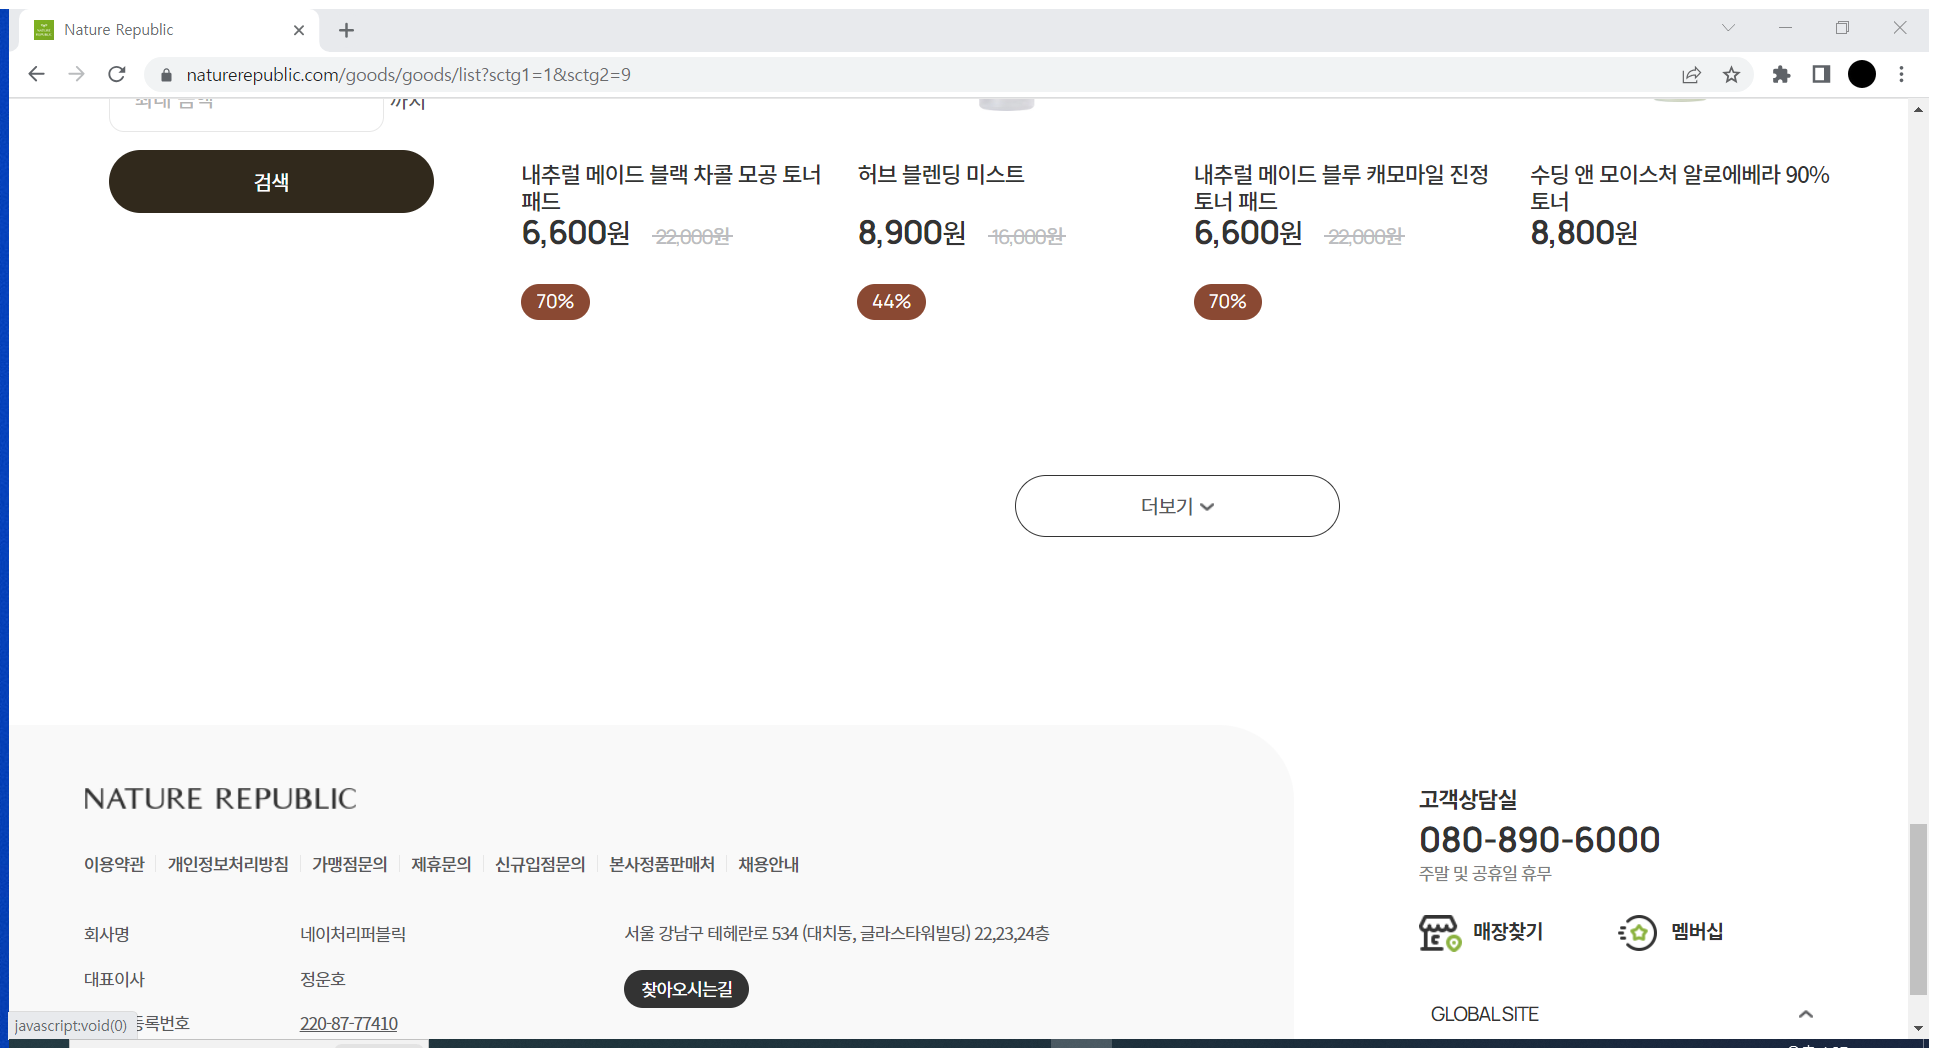 Nature Republic
naturerepublic.com/goods/goods/list?sctg1=1&sctg2=9
최대 금액 까지
검색
내추럴 메이드 블랙 차콜 모공 토너
패드
6,600원 22,000원
70%
허브 블렌딩 미스트
8,900원 16,000원
44%
내추럴 메이드 블루 캐모마일 진정
토너 패드
6,600원 22,000원
70%
수딩 앤 모이스처 알로에베라 90%
토너
8,800원
더보기
NATURE REPUBLIC
이용약관 개인정보처리방침 가맹점문의 제휴문의 신규입점문의 본사정품판매처 채용안내
회사명 네이처리퍼블릭
대표이사 정운호
등록번호 220-87-77410
서울 강남구 테헤란로 534 (대치동, 글라스타워빌딩) 22,23,24층
찾아오시는길
고객상담실
080-890-6000
주말 및 공휴일 휴무
매장찾기 멤버십
GLOBAL SITE
javascript:void(0)